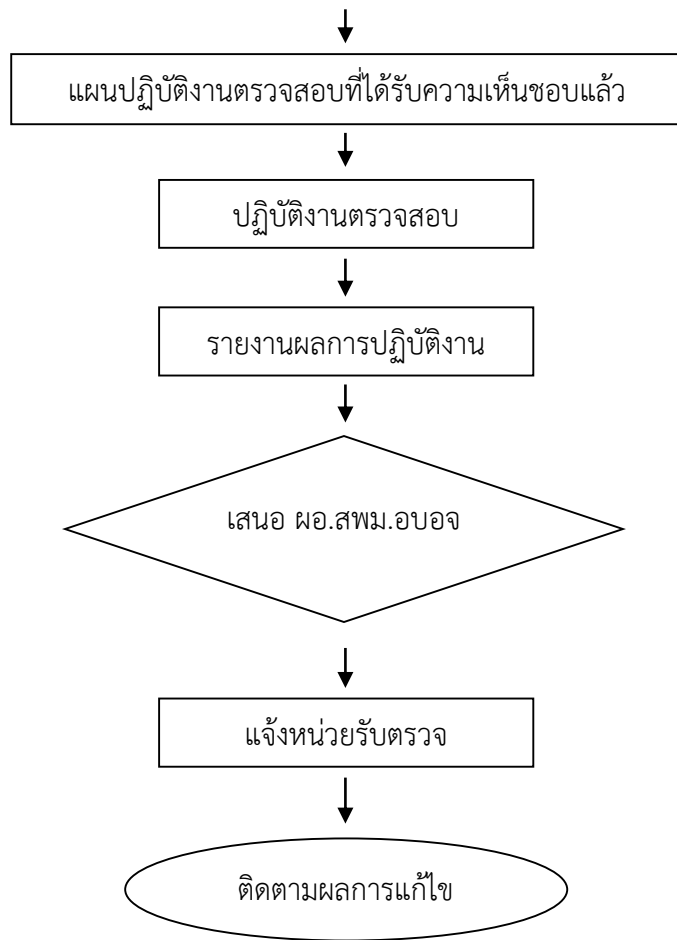 แผนปฏิบัติงานตรวจสอบที่ได้รับความเห็นชอบแล้ว
ปฏิบัติงานตรวจสอบ
รายงานผลการปฏิบัติงาน
เสนอ ผอ.สพม.อบอจ
แจ้งหน่วยรับตรวจ
ติดตามผลการแก้ไข